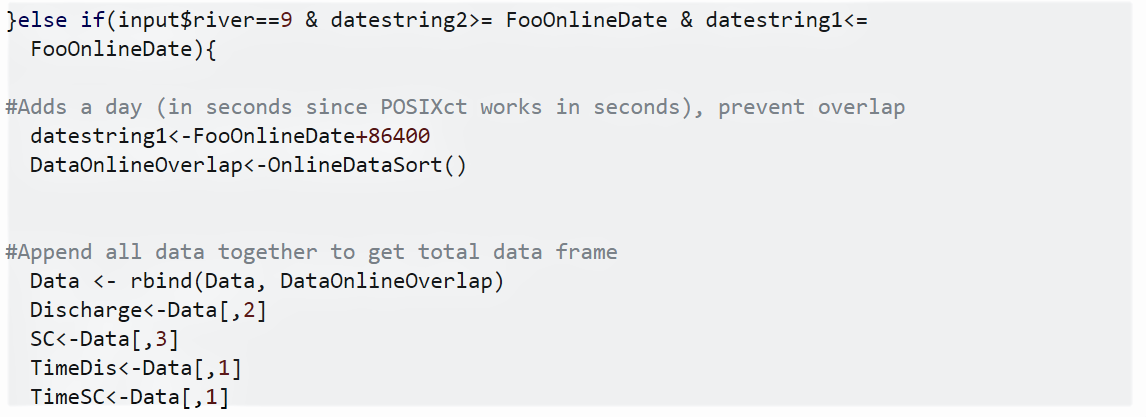 }else if(input$river==9 & datestring2>= FooOnlineDate & datestring1<=
FooOnlineDate){
#Adds a day (in seconds since POSIXct works in seconds), prevent overlap
datestring1<-FooOnlineDate+86400
DataOnlineOverlap<-OnlineDataSort()
#Append all data together to get total data frame
Data <- rbind(Data, DataOnlineOverlap)
Discharge<-Data[,2]
SC<-Data[,3]
TimeDis<-Data[,1]
TimeSC<-Data[,1]